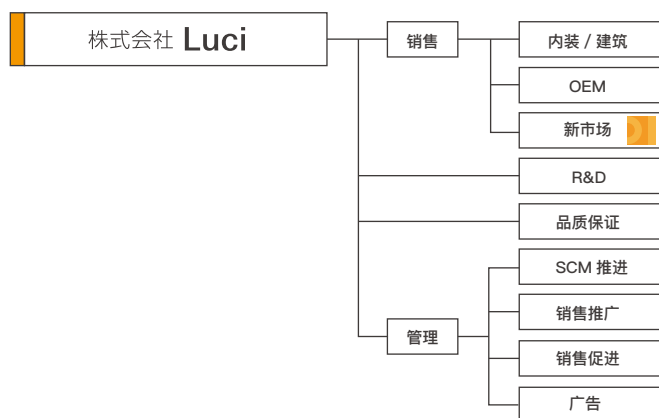 株式会社 Luci
销售
内装 / 建筑
OEM
新市场
R&D
品质保证
管理
SCM 推进
销售推广
销售促进
广告